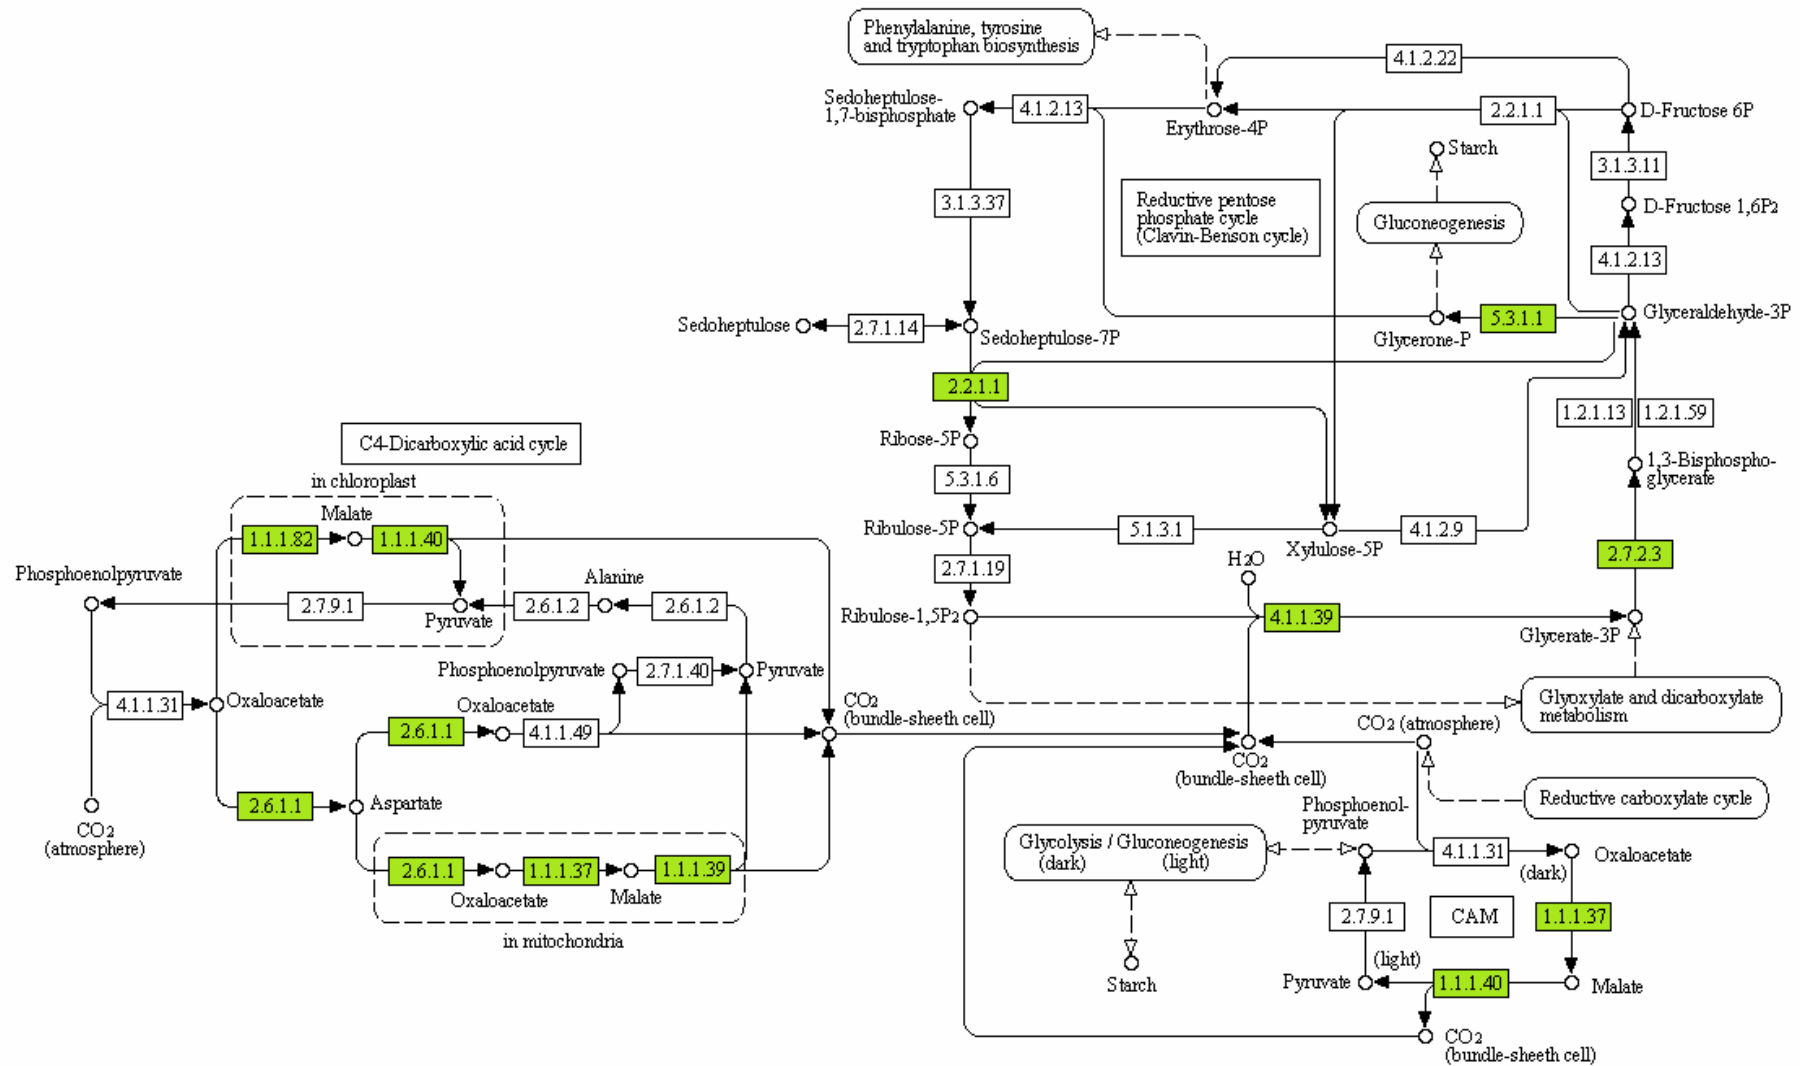 Phenylalanine, tyrosine
and tryptophan biosynthesis
4.1.2.22
Sedoheptulose-
1,7-bisphosphate
4.1.2.13
Erythrose-4P
2.2.1.1
D-Fructose 6P
Starch
3.1.3.11
3.1.3.37
Reductive pentose
phosphate cycle
(Clavin-Benson cycle)
Gluconeogenesis
D-Fructose 1,6P2
4.1.2.13
Sedoheptulose
2.7.1.14
Sedoheptulose-7P
Glycerone-P
5.3.1.1
Glyceraldehyde-3P
2.2.1.1
1.2.1.13
1.2.1.59
Ribose-5P
C4-Dicarboxylic acid cycle
1,3-Bisphospho-
glycerate
in chloroplast
5.3.1.6
Malate
1.1.1.82
1.1.1.40
Ribulose-5P
5.1.3.1
Xylulose-5P
4.1.2.9
2.7.2.3
H2O
2.7.1.19
Phosphoenolpyruvate
Alanine
2.7.9.1
Pyruvate
2.6.1.2
2.6.1.2
Ribulose-1,5P2
4.1.1.39
Glycerate-3P
Phosphoenolpyruvate
2.7.1.40
Pyruvate
4.1.1.31
Oxaloacetate
Oxaloacetate
2.6.1.1
4.1.1.49
CO2
(bundle-sheeth cell)
Glyoxylate and dicarboxylate
metabolism
CO2 (atmosphere)
CO2
(bundle-sheeth cell)
2.6.1.1
Aspartate
Reductive carboxylate cycle
CO2
(atmosphere)
Phosphoenol-
pyruvate
Glycolysis / Gluconeogenesis
(dark) (light)
4.1.1.31
(dark)
Oxaloacetate
2.6.1.1
Oxaloacetate
1.1.1.37
Malate
1.1.1.39
in mitochondria
2.7.9.1
CAM
1.1.1.37
(light)
Starch
Pyruvate
1.1.1.40
Malate
CO2
(bundle-sheeth cell)